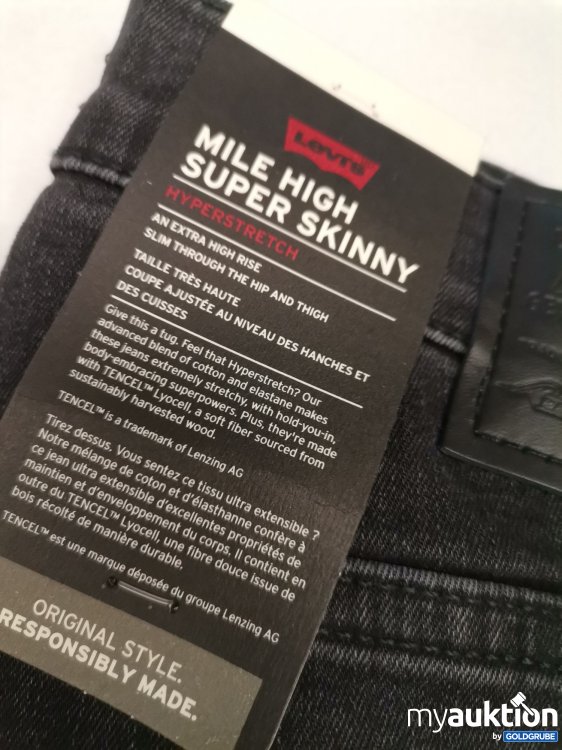 Levi's
MILE HIGH
SUPER SKINNY
HYPERSTRETCH
AN EXTRA HIGH RISE
SLIM THROUGH THE HIP AND THIGH
TAILLE TRÈS HAUTE
COUPE AJUSTÉE AU NIVEAU DES HANCHES ET
DES CUISSES
Give this a tug. Feel that Hyperstretch? Our
advanced blend of cotton and elastane makes
these jeans extremely stretchy, with hold-you-in,
body-embracing superpowers. Plus, they're made
with TENCEL™ Lyocell, a soft fiber sourced from
sustainably harvested wood.
TENCEL™ is a trademark of Lenzing AG
Tirez dessus. Vous sentez ce tissu ultra extensible ?
Notre mélange de coton et d'élasthanne confère à
ce jean ultra extensible d'excellentes propriétés de
maintien et d'enveloppement du corps. Il contient en
outre du TENCEL™ Lyocell, une fibre douce issue de
bois récolté de manière durable.
TENCEL™ est une marque déposée du groupe Lenzing AG
ORIGINAL STYLE.
RESPONSIBLY MADE.
myauktion
by GOLDGRUBE